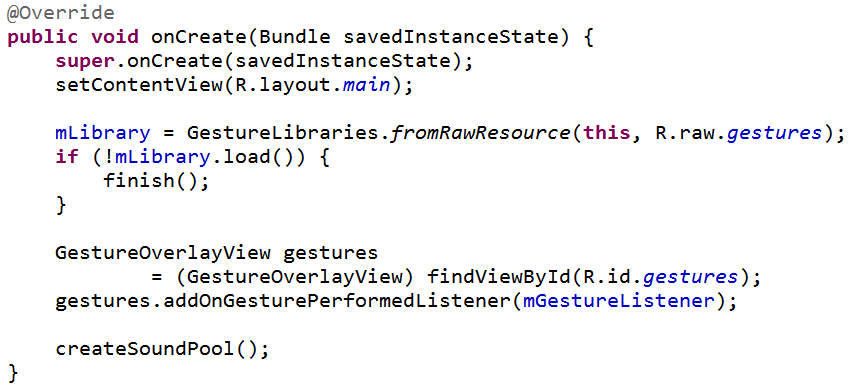 @Override
public void onCreate(Bundle savedInstanceState) {
    super.onCreate(savedInstanceState);
    setContentView(R.layout.main);

    mLibrary = GestureLibraries.fromRawResource(this, R.raw.gestures);
    if (!mLibrary.load()) {
        finish();
    }

    GestureOverlayView gestures
            = (GestureOverlayView) findViewById(R.id.gestures);
    gestures.addOnGesturePerformedListener(mGestureListener);

    createSoundPool();
}